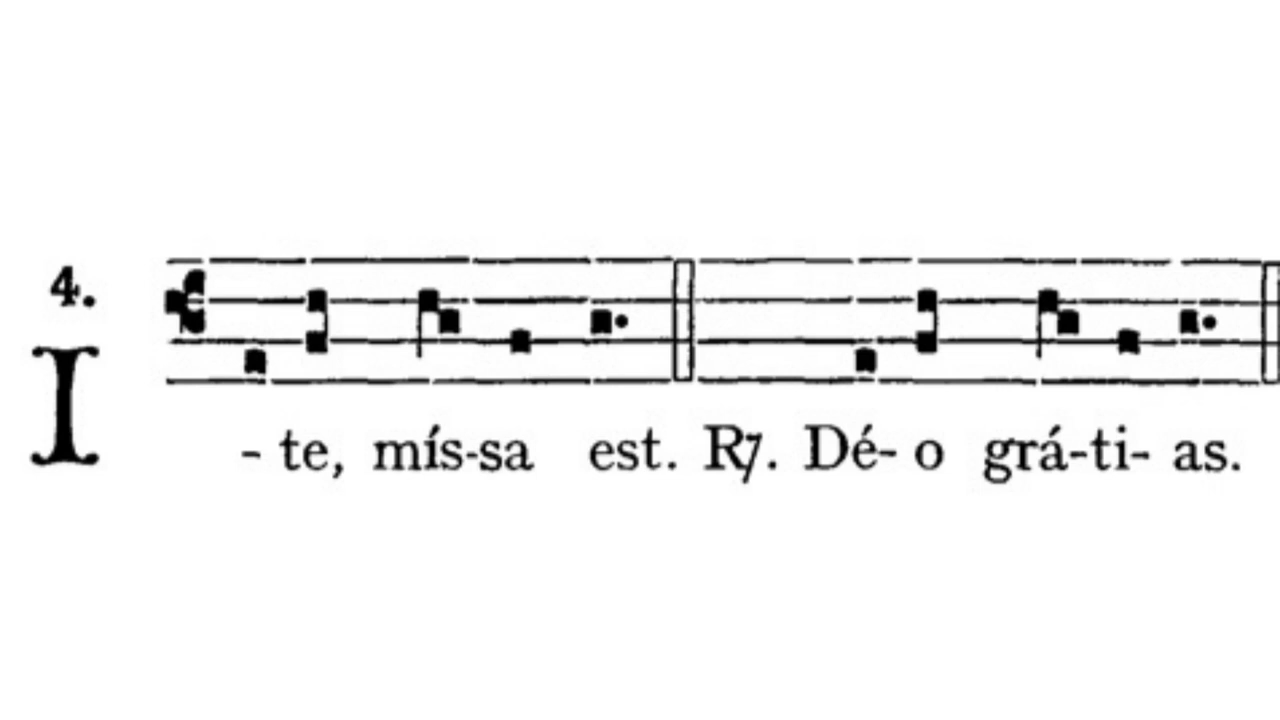 4.
I - te, mís-sa est. ℟. Dé- o grá-ti- as.